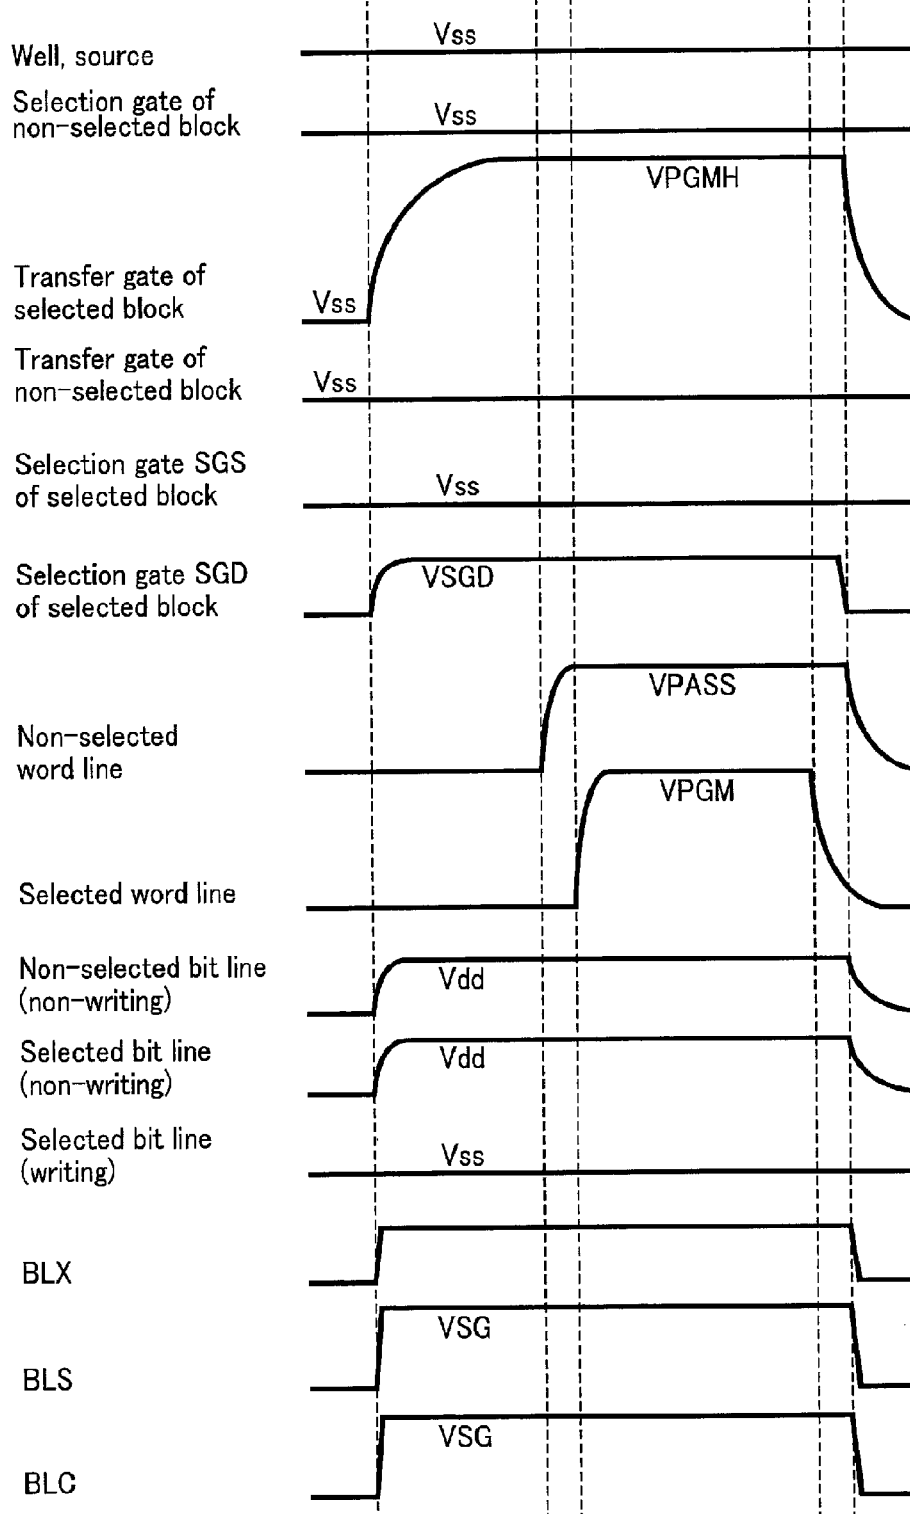 Vss
Well, source
Selection gate of
non-selected block
Vss
VPGMH
Transfer gate of
selected block
Vss
Transfer gate of
non-selected block
Vss
Selection gate SGS
of selected block
Vss
Selection gate SGD
of selected block
VSGD
VPASS
Non-selected
word line
VPGM
Selected word line
Non-selected bit line
(non-writing)
Vdd
Selected bit line
(non-writing)
Vdd
Selected bit line
(writing)
Vss
BLX
VSG
BLS
VSG
BLC